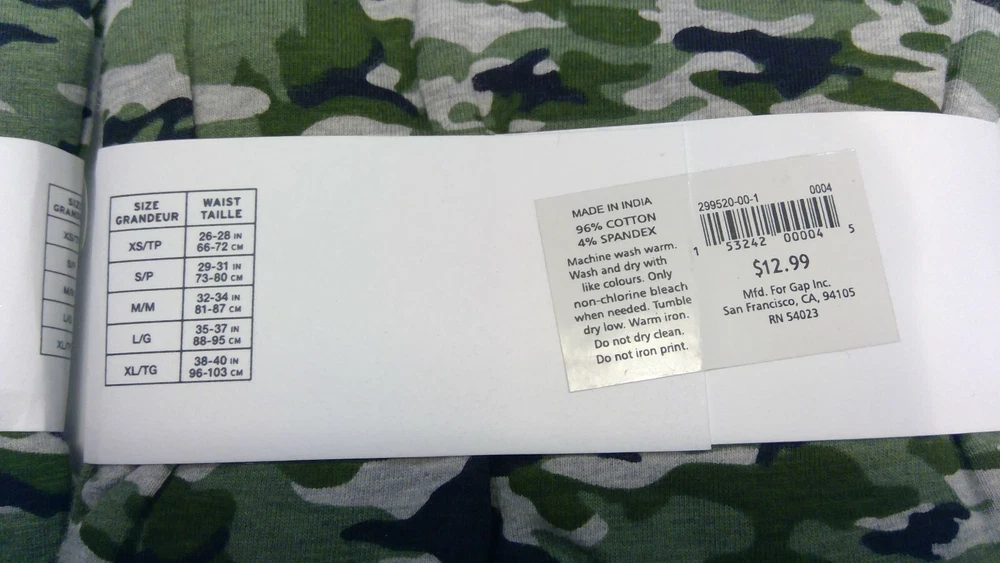 SIZE WAIST
GRANDEUR TAILLE
XS/TP 26-28 IN
66-72 CM
S/P 29-31 IN
73-80 CM
M/M 32-34 IN
81-87 CM
L/G 35-37 IN
88-95 CM
XL/TG 38-40 IN
96-103 CM
MADE IN INDIA
96% COTTON
4% SPANDEX
Machine wash warm.
Wash and dry with
like colours. Only
non-chlorine bleach
when needed. Tumble
dry low. Warm iron.
Do not dry clean.
Do not iron print.
299520-00-1 0004
1 53242 00004 5
$12.99
Mfd. For Gap Inc.
San Francisco, CA, 94105
RN 54023